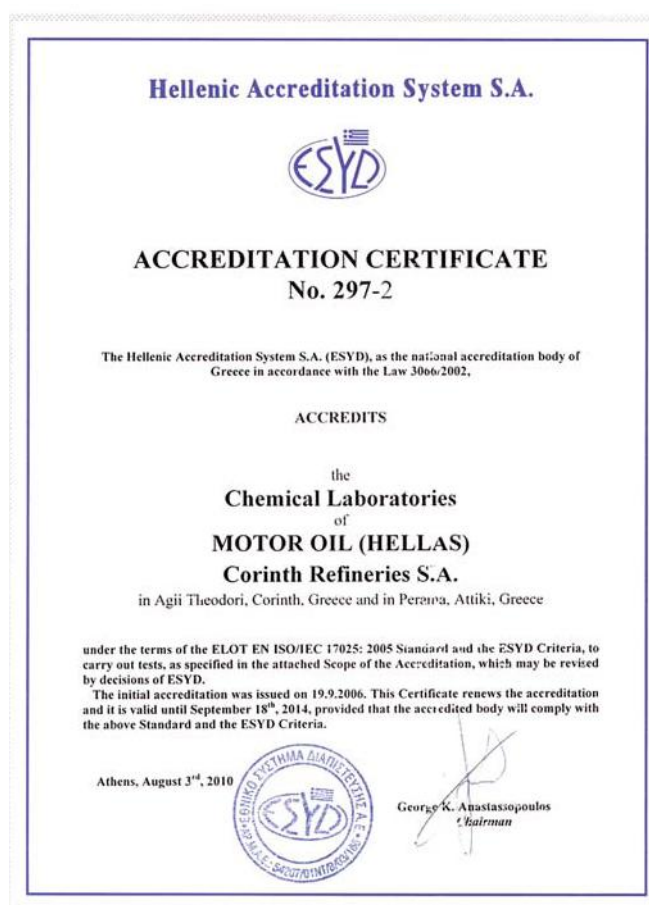 Hellenic Accreditation System S.A.
ΕΣΥD
ACCREDITATION CERTIFICATE
No. 297-2
The Hellenic Accreditation System S.A. (ESYD), as the national accreditation body of
Greece in accordance with the Law 3066/2002,
ACCREDITS
the
Chemical Laboratories
of
MOTOR OIL (HELLAS)
Corinth Refineries S.A.
in Agii Theodori, Corinth, Greece and in Perama, Attiki, Greece
under the terms of the ELOT EN ISO/IEC 17025: 2005 Standard and the ESYD Criteria, to
carry out tests, as specified in the attached Scope of the Accreditation, which may be revised
by decisions of ESYD.
The initial accreditation was issued on 19.9.2006. This Certificate renews the accreditation
and it is valid until September 18th, 2014, provided that the accredited body will comply with
the above Standard and the ESYD Criteria.
Athens, August 3rd, 2010
ΕΘΝΙΚΟ ΣΥΣΤΗΜΑ ΔΙΑΠΙΣΤΕΥΣΗΣ Α.Ε.
ΕΣΥD
George K. Anastassopoulos
Chairman